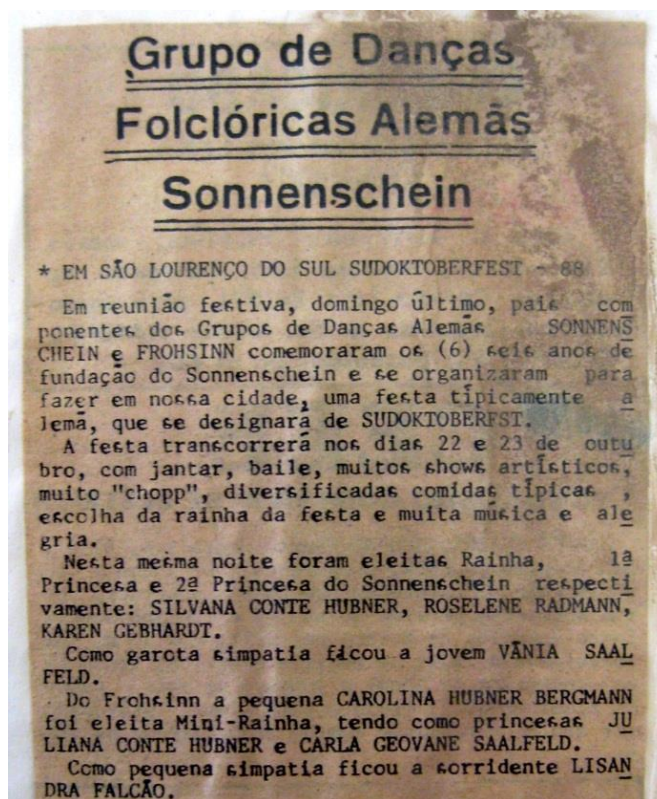 Grupo de Danças
Folclóricas Alemãs
Sonnenschein
* EM SÃO LOURENÇO DO SUL SUDOKTOBERFEST - 88
Em reunião festiva, domingo último, pais com
ponentes dos Grupos de Danças Alemãs SONNENS
CHEIN e FROHSINN comemoraram os (6) seis anos de
fundação do Sonnenschein e se organizaram para
fazer em nossa cidade, uma festa tipicamente a
lemã, que se designará de SUDOKTOBERFST.
A festa transcorrerá nos dias 22 e 23 de outu
bro, com jantar, baile, muitos shows artísticos,
muito "chopp", diversificadas comidas típicas ,
escolha da rainha da festa e muita música e ale
gria.
Nesta mesma noite foram eleitas Rainha, 1ª
Princesa e 2ª Princesa do Sonnenschein respecti
vamente: SILVANA CONTE HUBNER, ROSELENE RADMANN,
KAREN GEBHARDT.
Como garota simpatia ficou a jovem VÂNIA SAAL
FELD.
Do Frohsinn a pequena CAROLINA HUBNER BERGMANN
foi eleita Mini-Rainha, tendo como princesas JU
LIANA CONTE HUBNER e CARLA GEOVANE SAALFELD.
Como pequena simpatia ficou a sorridente LISAN
DRA FALCÃO.